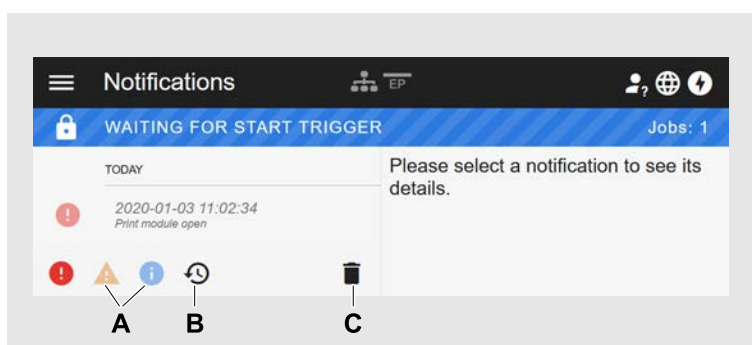 Notifications
EP
?
WAITING FOR START TRIGGER
Jobs: 1
TODAY
2020-01-03 11:02:34
Print module open
Please select a notification to see its
details.
A
B
C